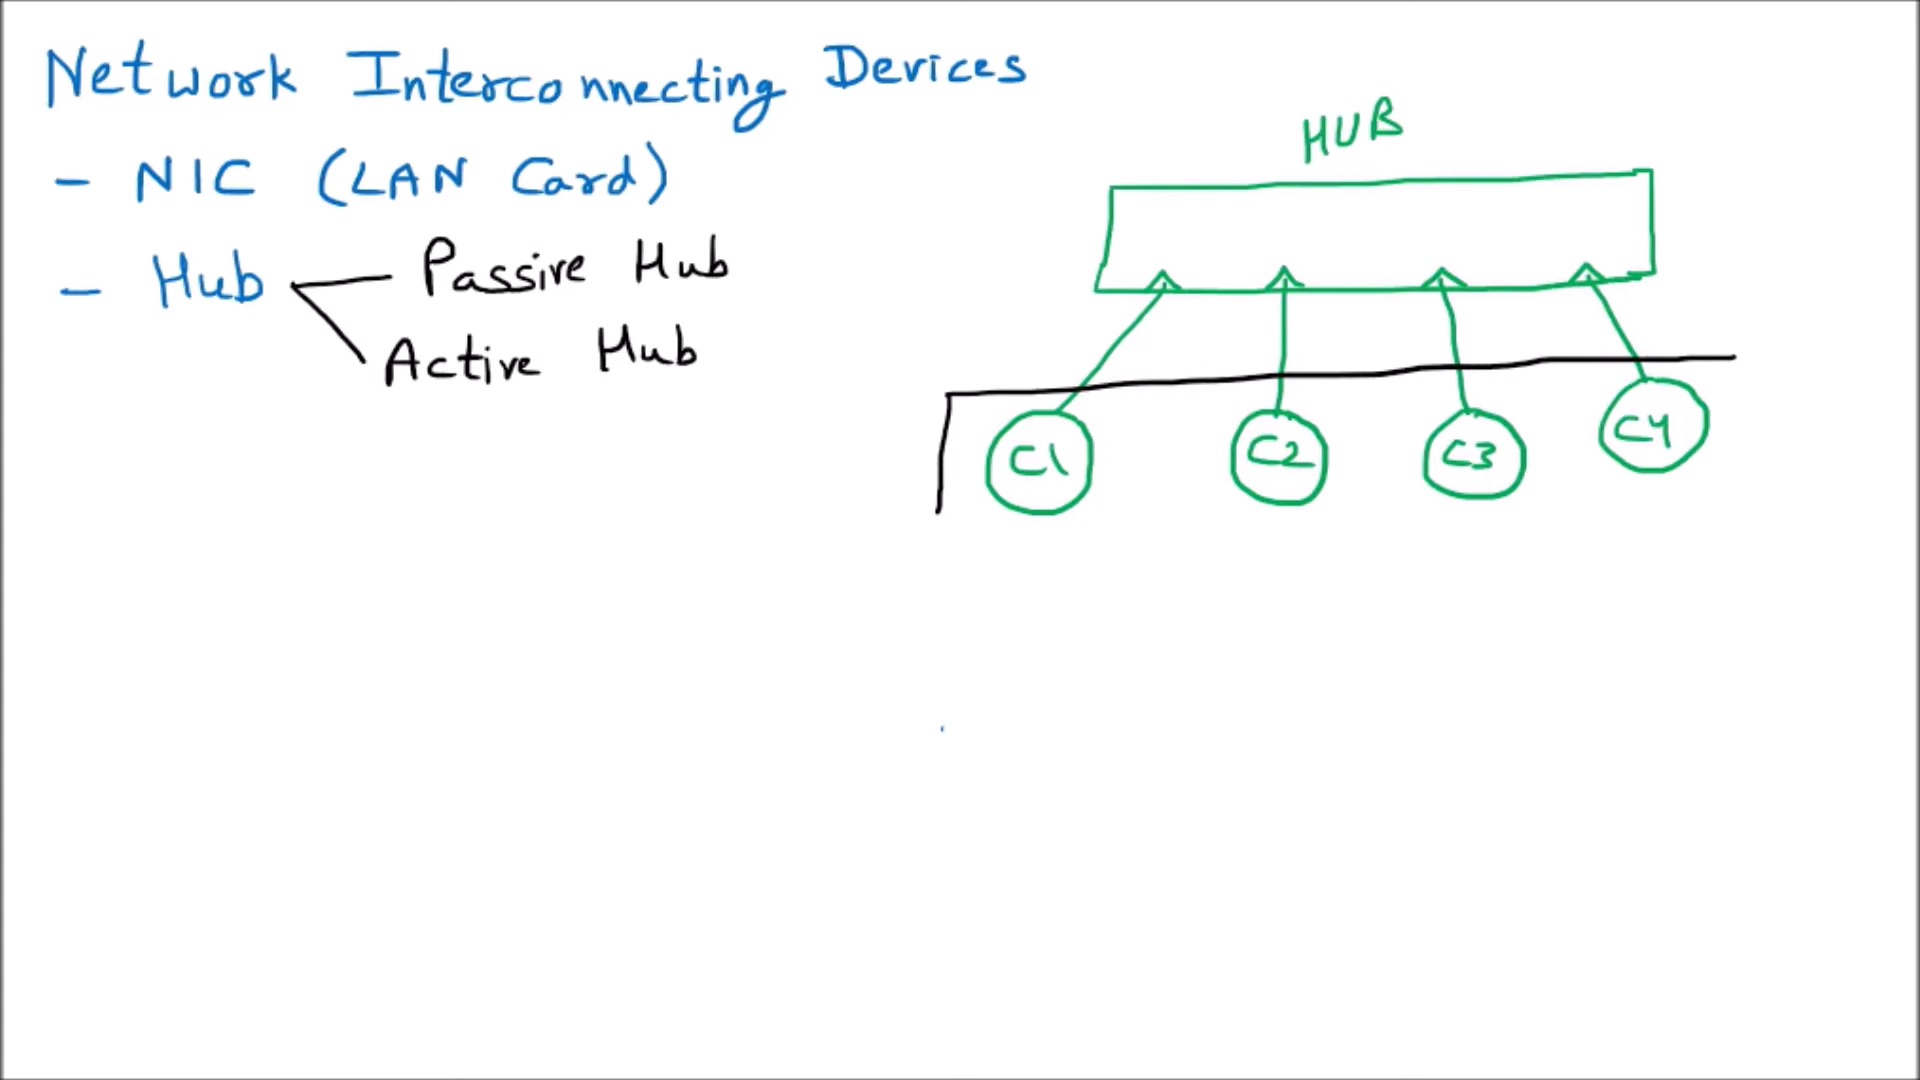 Network Interconnecting Devices
- NIC (LAN Card)
- Hub
Passive Hub
Active Hub
HUB
C1 C2 C3 C4